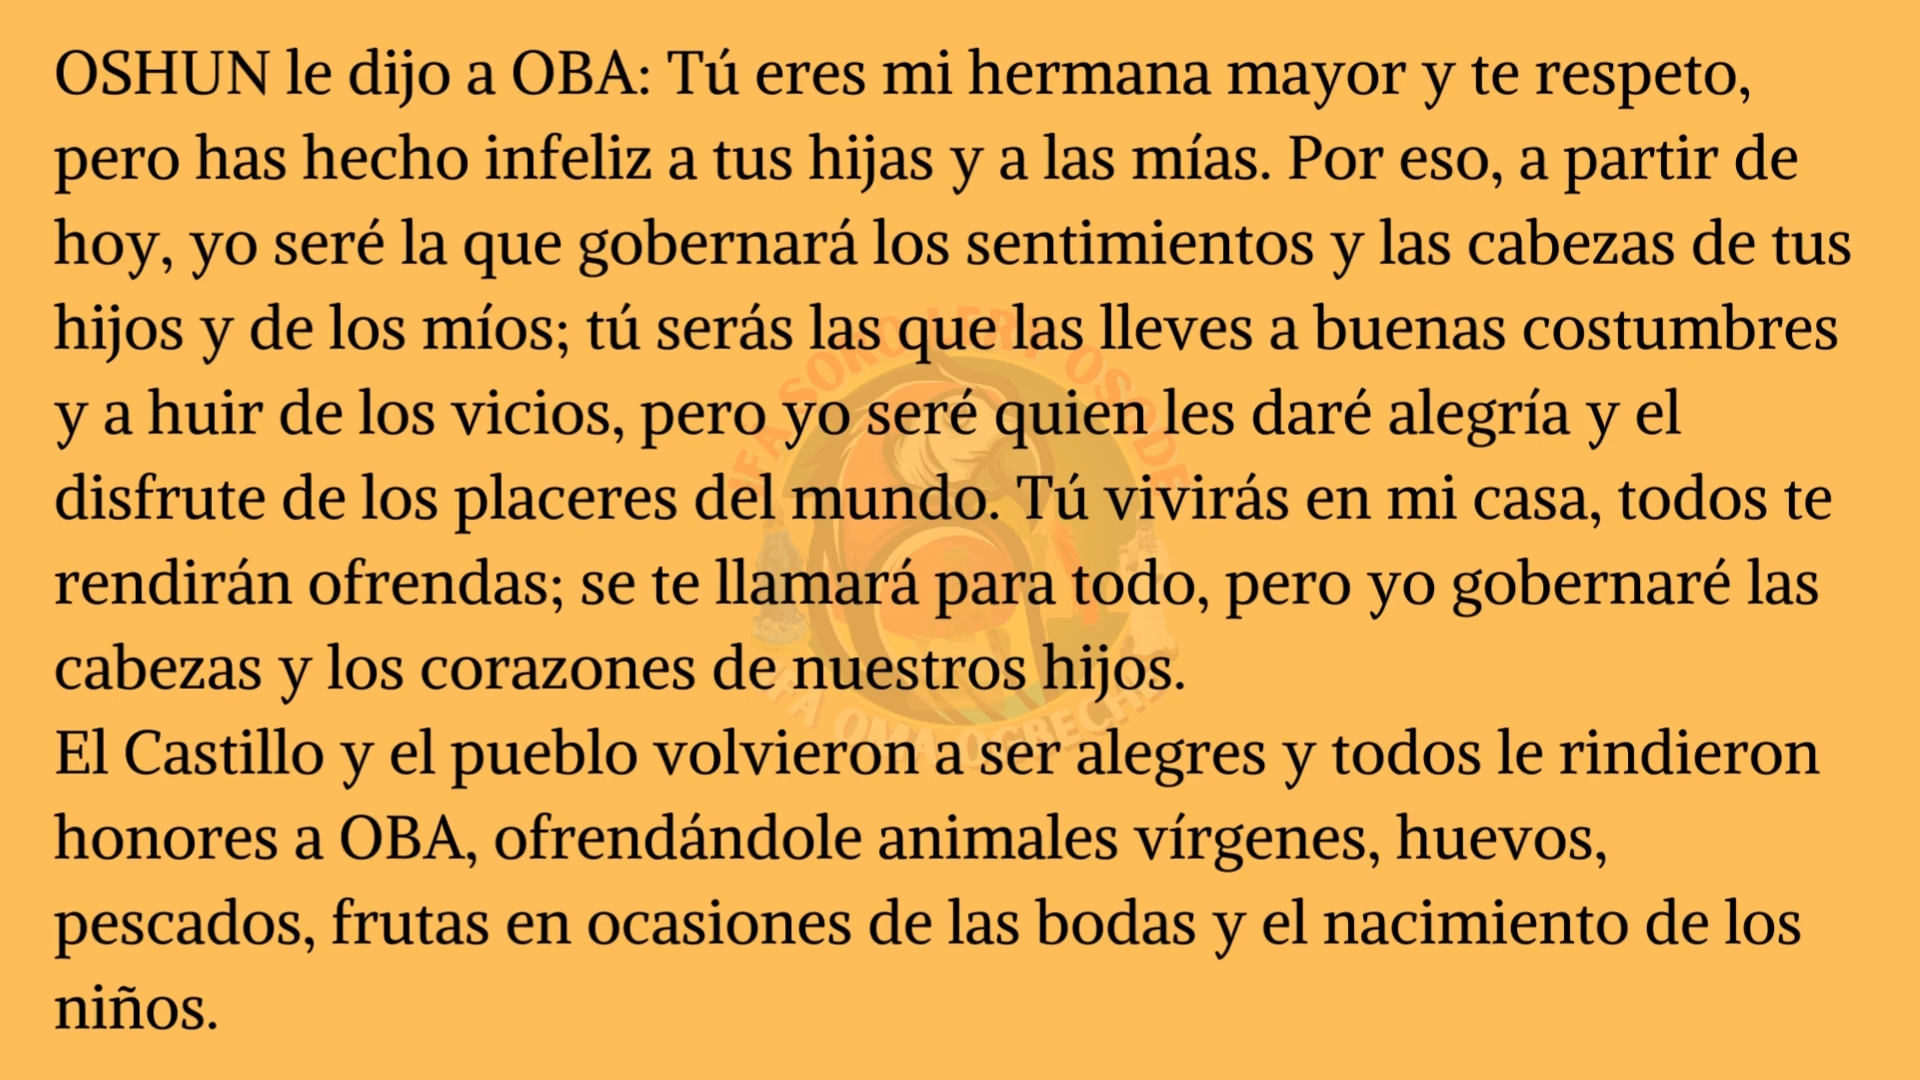 OSHUN le dijo a OBA: Tú eres mi hermana mayor y te respeto,
pero has hecho infeliz a tus hijas y a las mías. Por eso, a partir de
hoy, yo seré la que gobernará los sentimientos y las cabezas de tus
hijos y de los míos; tú serás las que las lleves a buenas costumbres
y a huir de los vicios, pero yo seré quien les daré alegría y el
disfrute de los placeres del mundo. Tú vivirás en mi casa, todos te
rendirán ofrendas; se te llamará para todo, pero yo gobernaré las
cabezas y los corazones de nuestros hijos.
El Castillo y el pueblo volvieron a ser alegres y todos le rindieron
honores a OBA, ofrendándole animales vírgenes, huevos,
pescados, frutas en ocasiones de las bodas y el nacimiento de los
niños.
IFA SORO
OSODE
IFA OMA OGBECHE